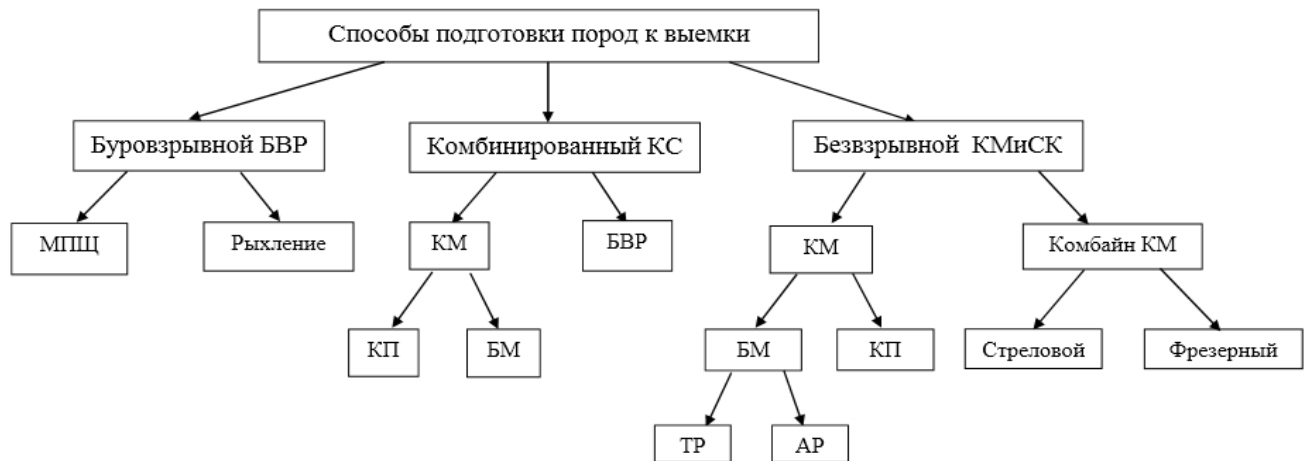 Способы подготовки пород к выемки
Буровзрывной БВР
Комбинированный КС
Безвзрывной КМиСК
МПЩ
Рыхление
КМ
БВР
КМ
Комбайн КМ
КП
БМ
БМ
КП
Стреловой
Фрезерный
ТР
АР